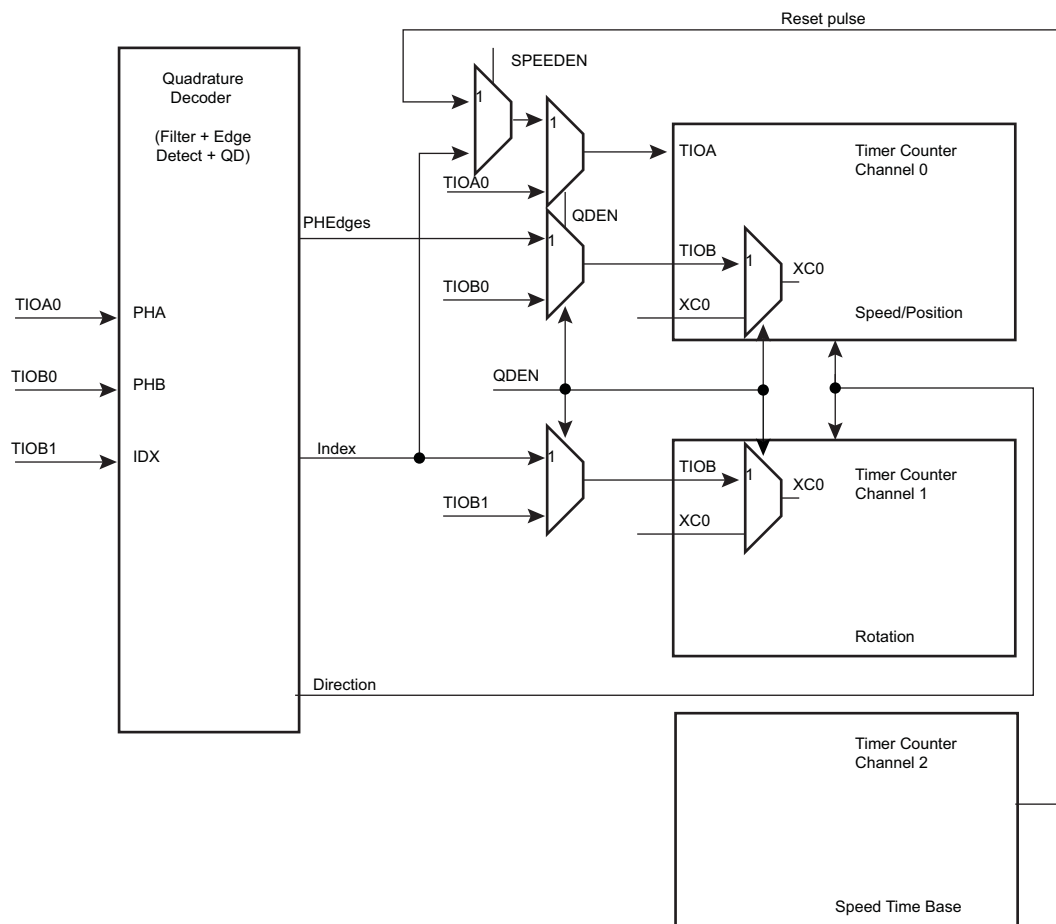 Reset pulse
SPEEDEN
Quadrature
Decoder
(Filter + Edge
Detect + QD)
1
1
TIOA
Timer Counter
Channel 0
TIOA0
QDEN
PHEdges
1
TIOB
1
XC0
TIOB0
XC0
Speed/Position
TIOA0
PHA
TIOB0
PHB
QDEN
TIOB1
IDX
Index
1
TIOB
1
XC0
Timer Counter
Channel 1
TIOB1
XC0
Rotation
Direction
Timer Counter
Channel 2
Speed Time Base